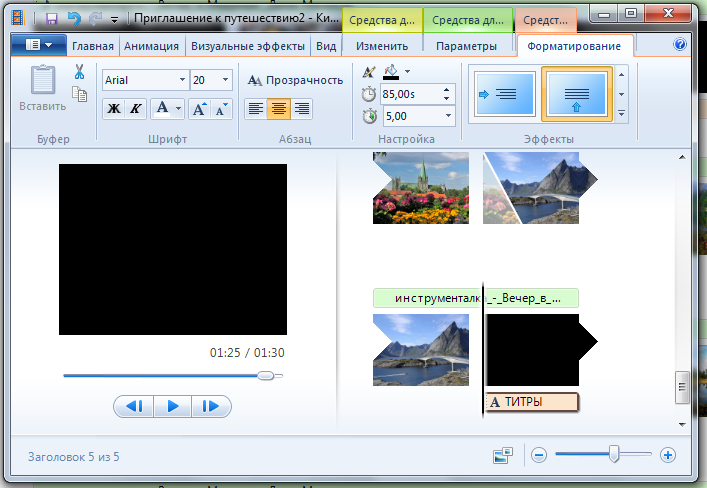 Приглашение к путешествию2 - Ки...
Средства д...
Средства дл...
Средст...
Главная
Анимация
Визуальные эффекты
Вид
Изменить
Параметры
Форматирование
Вставить
Буфер
Arial
20
Ж
К
A
A
A
Шрифт
AA Прозрачность
Абзац
85,00s
5,00
Настройка
Эффекты
инструменталка_-_Вечер_в_...
01:25 / 01:30
A ТИТРЫ
Заголовок 5 из 5